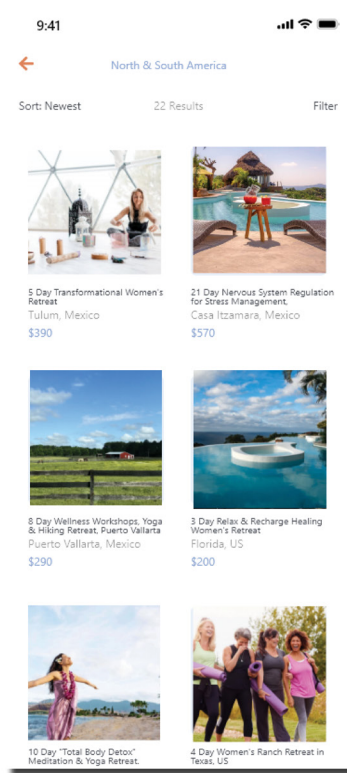 9:41
North & South America
Sort: Newest
22 Results
Filter
5 Day Transformational Women's
Retreat
Tulum, Mexico
$390
21 Day Nervous System Regulation
for Stress Management,
Casa Itzamara, Mexico
$570
8 Day Wellness Workshops, Yoga
& Hiking Retreat, Puerto Vallarta
Puerto Vallarta, Mexico
$290
3 Day Relax & Recharge Healing
Women's Retreat
Florida, US
$200
10 Day "Total Body Detox"
Meditation & Yoga Retreat.
4 Day Women's Ranch Retreat in
Texas, US